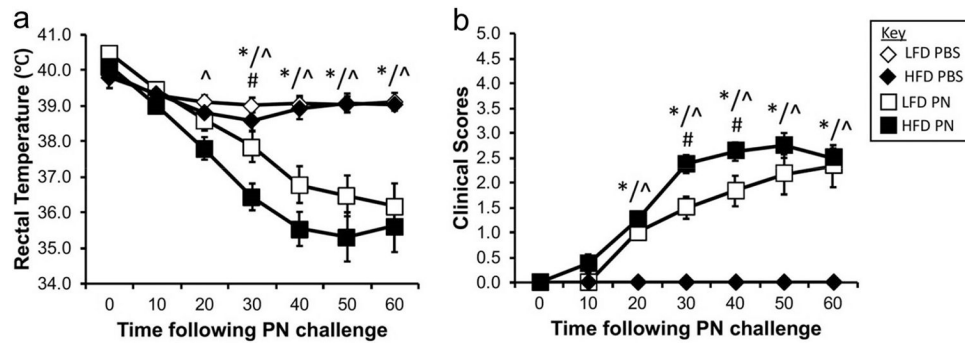 a
Rectal Temperature (°C)
41.0
40.0
39.0
38.0
37.0
36.0
35.0
34.0
^
*/^
#
*/^
*/^
*/^
0 10 20 30 40 50 60
Time following PN challenge
b
Clinical Scores
5.0
4.5
4.0
3.5
3.0
2.5
2.0
1.5
1.0
0.5
0.0
*/^
*/^
#
*/^
#
*/^
*/^
0 10 20 30 40 50 60
Time following PN challenge
Key
LFD PBS
HFD PBS
LFD PN
HFD PN